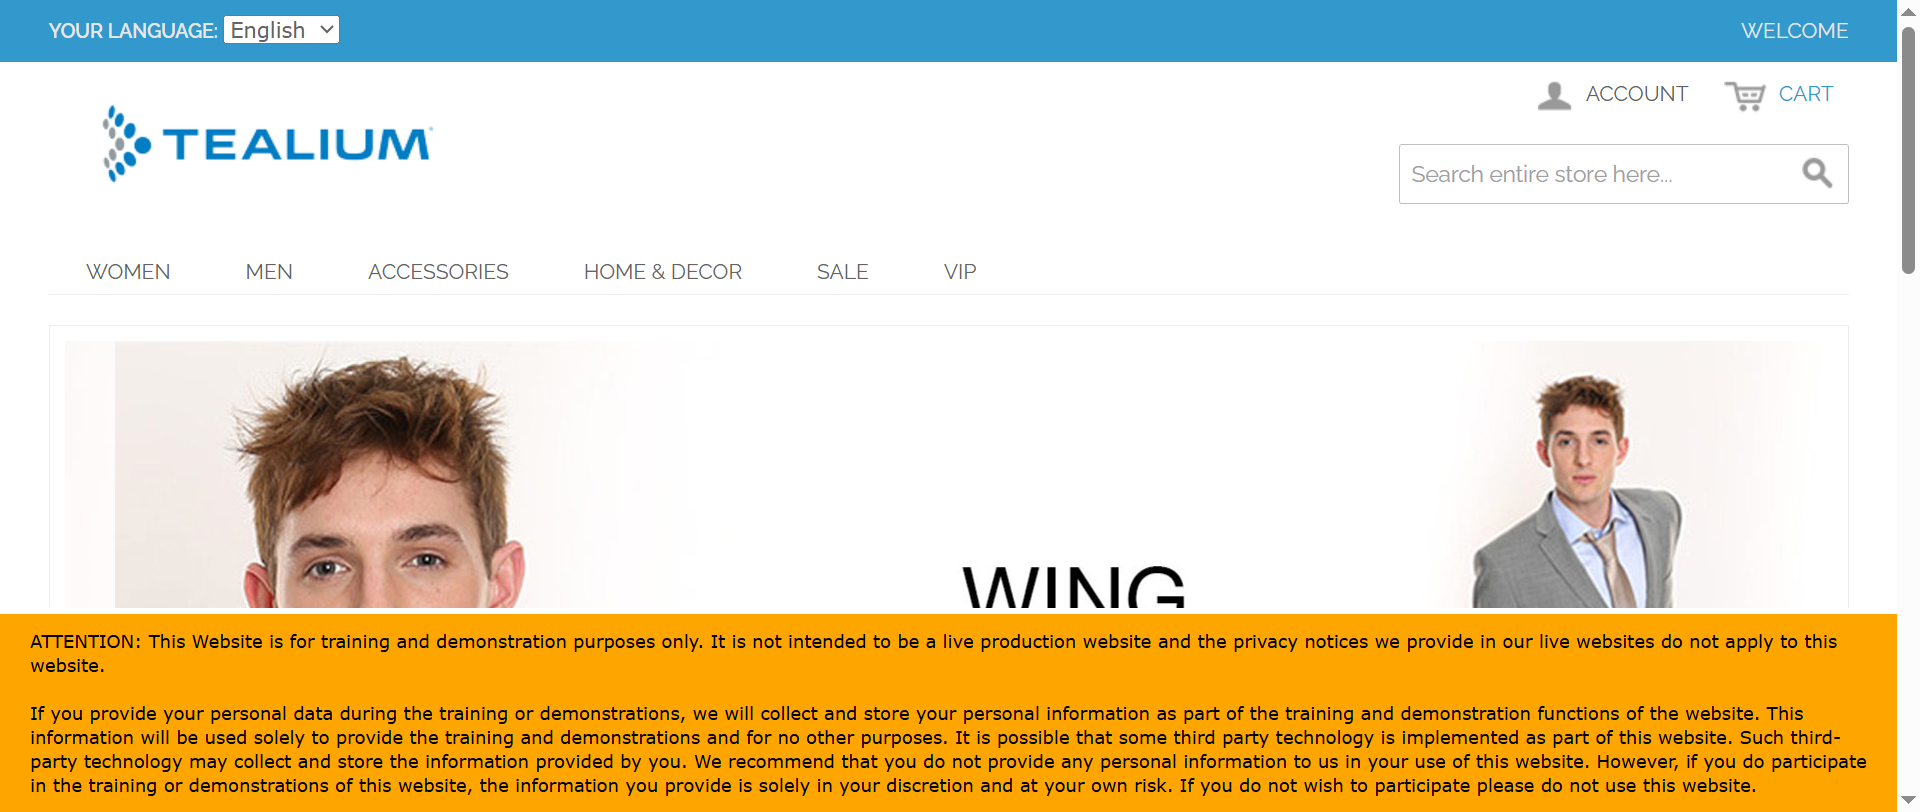 YOUR LANGUAGE: English
WELCOME
ACCOUNT
CART
TEALIUM
Search entire store here...
WOMEN
MEN
ACCESSORIES
HOME & DECOR
SALE
VIP
WING
ATTENTION: This Website is for training and demonstration purposes only. It is not intended to be a live production website and the privacy notices we provide in our live websites do not apply to this
website.
If you provide your personal data during the training or demonstrations, we will collect and store your personal information as part of the training and demonstration functions of the website. This
information will be used solely to provide the training and demonstrations and for no other purposes. It is possible that some third party technology is implemented as part of this website. Such third-
party technology may collect and store the information provided by you. We recommend that you do not provide any personal information to us in your use of this website. However, if you do participate
in the training or demonstrations of this website, the information you provide is solely in your discretion and at your own risk. If you do not wish to participate please do not use this website.